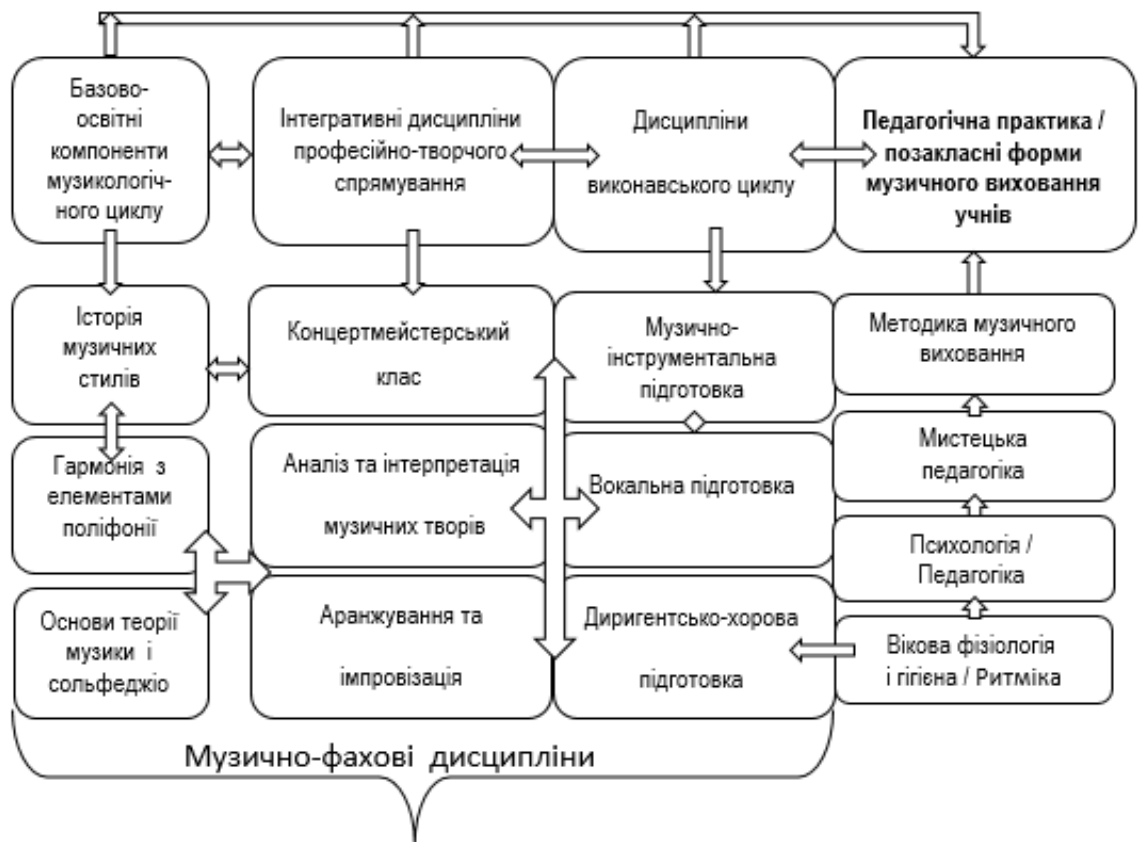 Базово-
освітні
компоненти
музикологіч-
ного циклу
Інтегративні дисципліни
професійно-творчого
спрямування
Дисципліни
виконавського циклу
Педагогічна практика /
позакласні форми
музичного виховання
учнів
Історія
музичних
стилів
Концертмейстерський
клас
Музично-
інструментальна
підготовка
Методика музичного
виховання
Гармонія з
елементами
поліфонії
Аналіз та інтерпретація
музичних творів
Вокальна підготовка
Мистецька
педагогіка
Психологія /
Педагогіка
Основи теорії
музики і
сольфеджіо
Аранжування та
імпровізація
Диригентсько-хорова
підготовка
Вікова фізіологія
і гігієна / Ритміка
Музично-фахові дисципліни